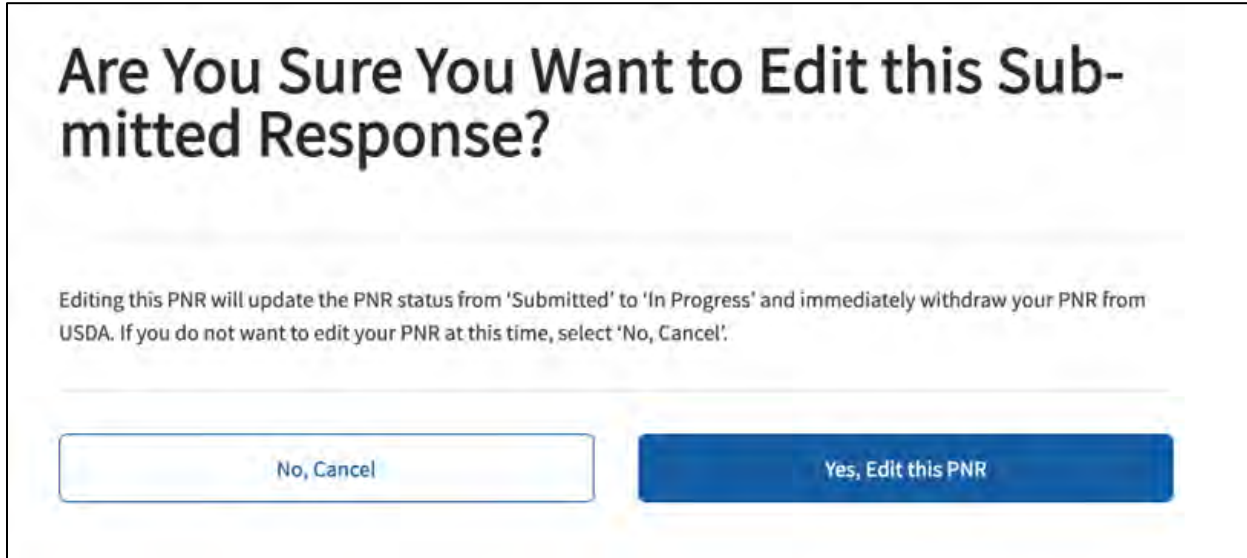 Are You Sure You Want to Edit this Sub-
mitted Response?
Editing this PNR will update the PNR status from ‘Submitted’ to ‘In Progress’ and immediately withdraw your PNR from
USDA. If you do not want to edit your PNR at this time, select ‘No, Cancel’.
No, Cancel
Yes, Edit this PNR